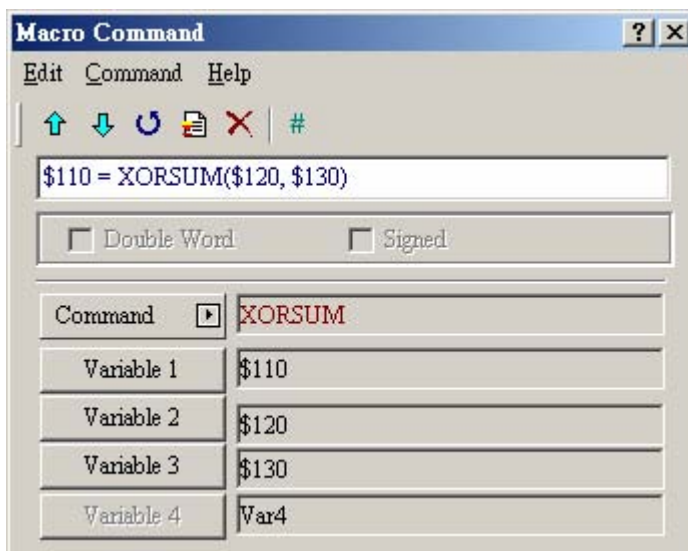 Macro Command
Edit Command Help
#
$110 = XORSUM($120, $130)
Double Word Signed
Command XORSUM
Variable 1 $110
Variable 2 $120
Variable 3 $130
Variable 4 Var4